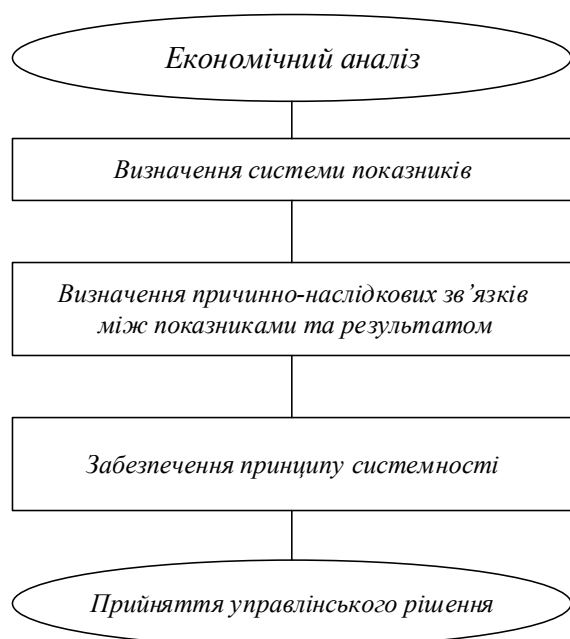 Економічний аналіз
Визначення системи показників
Визначення причинно-наслідкових зв’язків
між показниками та результатом
Забезпечення принципу системності
Прийняття управлінського рішення